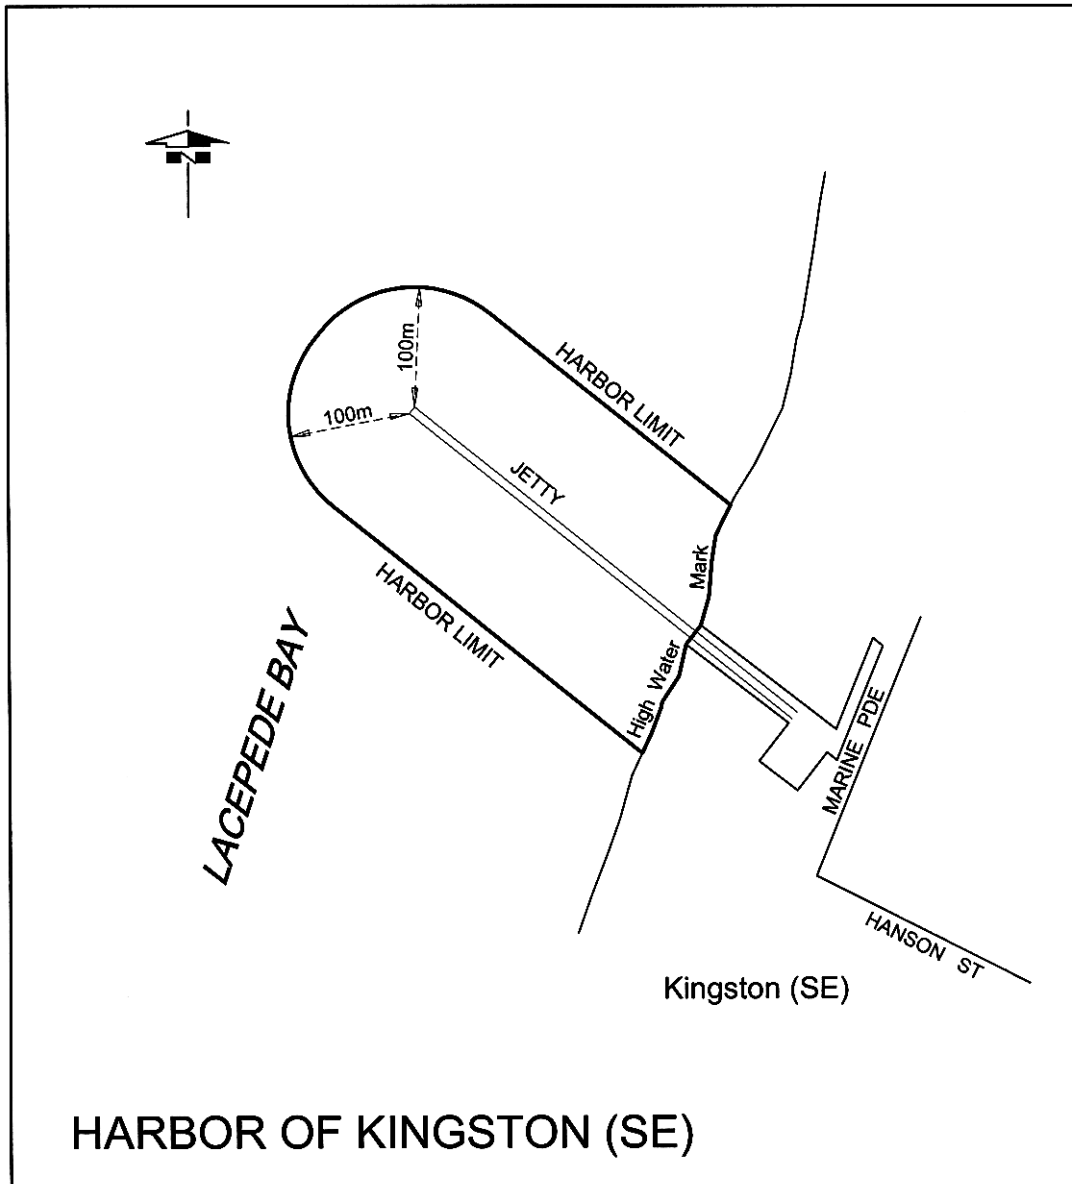 N
100m
100m
HARBOR LIMIT
JETTY
Mark
HARBOR LIMIT
High Water
LACEPEDE BAY
MARINE PDE
HANSON ST
Kingston (SE)
HARBOR OF KINGSTON (SE)